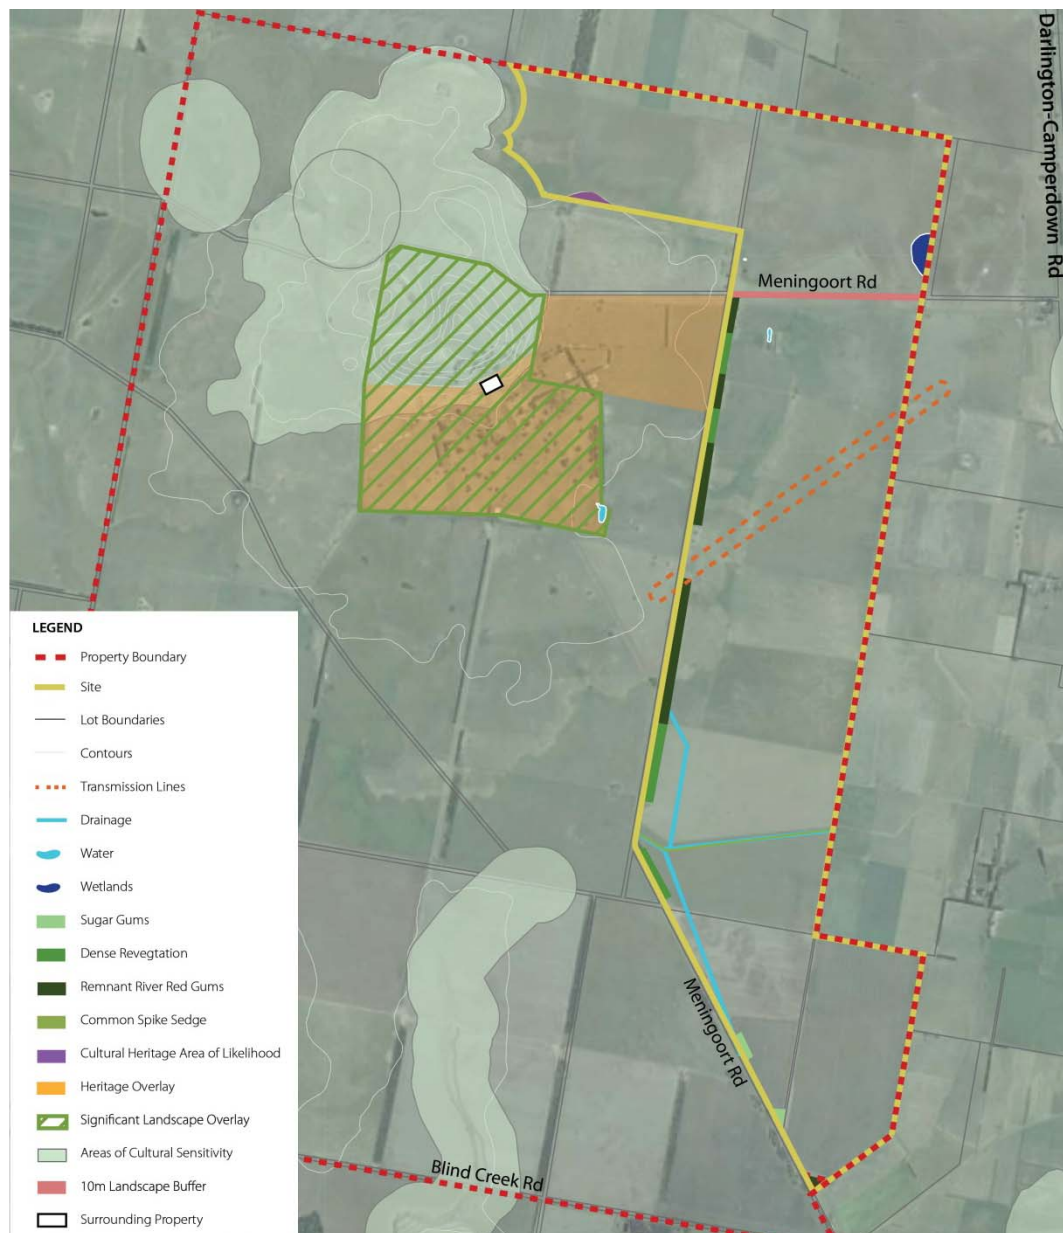 Darlington-Camperdown Rd
Meningoort Rd
LEGEND
Property Boundary
Site
Lot Boundaries
Contours
Transmission Lines
Drainage
Water
Wetlands
Sugar Gums
Dense Revegtation
Remnant River Red Gums
Common Spike Sedge
Cultural Heritage Area of Likelihood
Heritage Overlay
Significant Landscape Overlay
Areas of Cultural Sensitivity
10m Landscape Buffer
Surrounding Property
Meningoort Rd
Blind Creek Rd